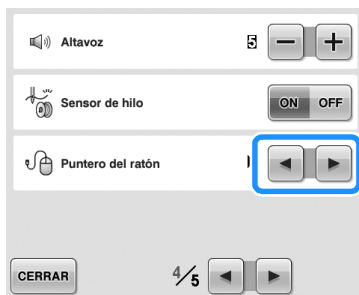 Altavoz 5
Sensor de hilo ON OFF
Puntero del ratón
CERRAR 4/5